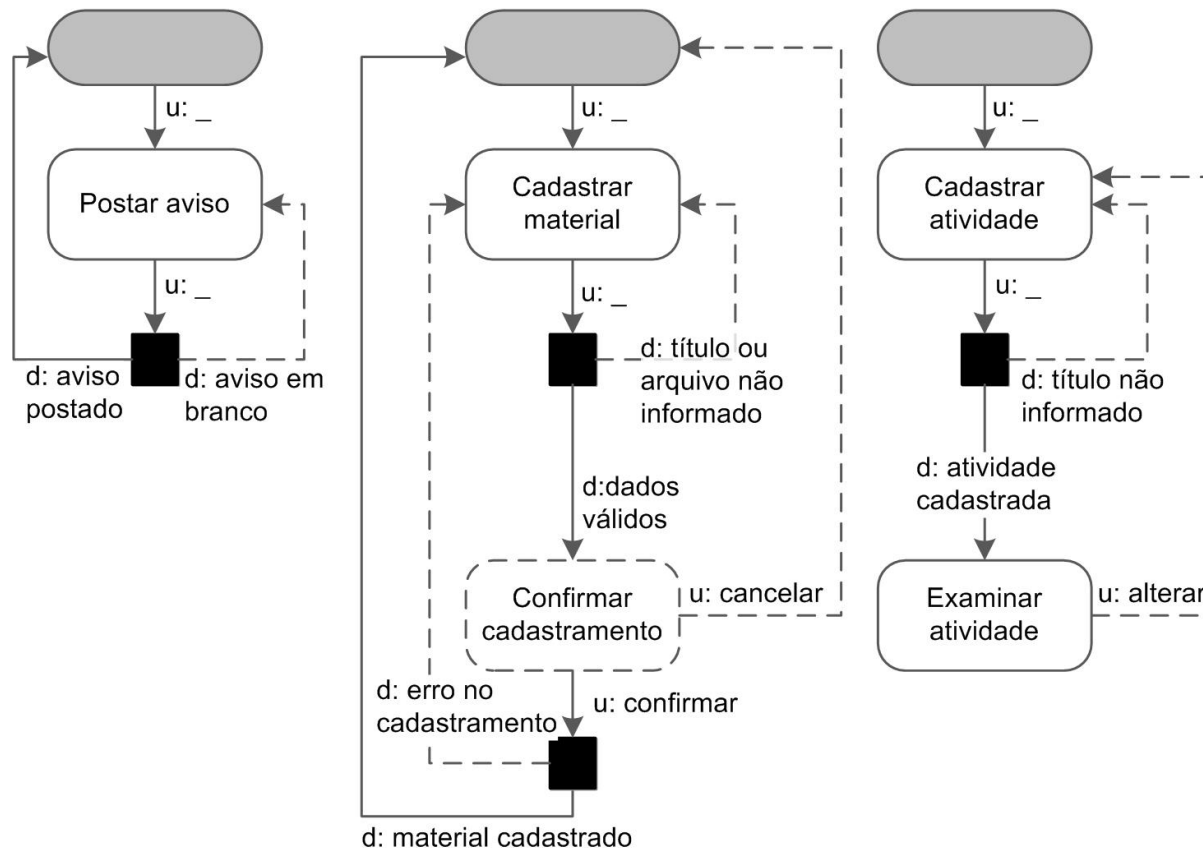 u: _
Postar aviso
u: _
d: aviso
postado
d: aviso em
branco
u: _
Cadastrar
material
u: _
d: título ou
arquivo não
informado
d:dados
válidos
Confirmar
cadastramento
u: cancelar
d: erro no
cadastramento
u: confirmar
d: material cadastrado
u: _
Cadastrar
atividade
u: _
d: título não
informado
d: atividade
cadastrada
Examinar
atividade
u: alterar